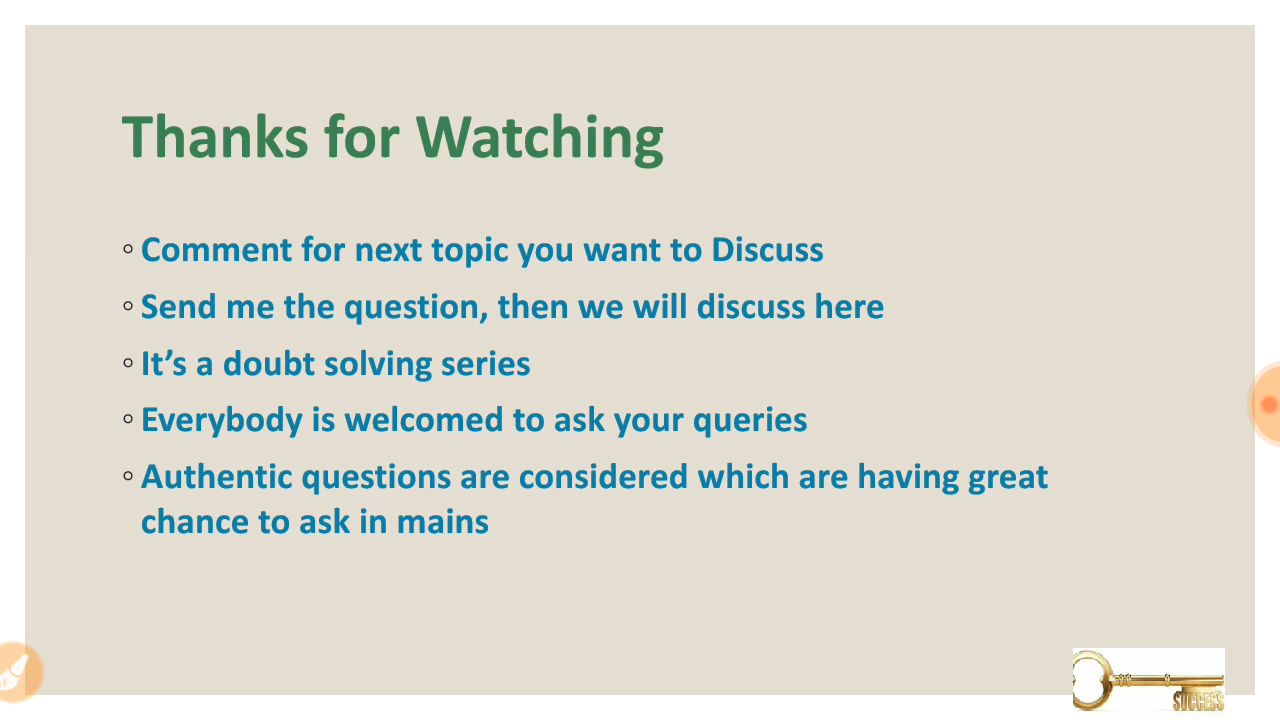 Thanks for Watching
◦ Comment for next topic you want to Discuss
◦ Send me the question, then we will discuss here
◦ It’s a doubt solving series
◦ Everybody is welcomed to ask your queries
◦ Authentic questions are considered which are having great
chance to ask in mains
SUCCESS